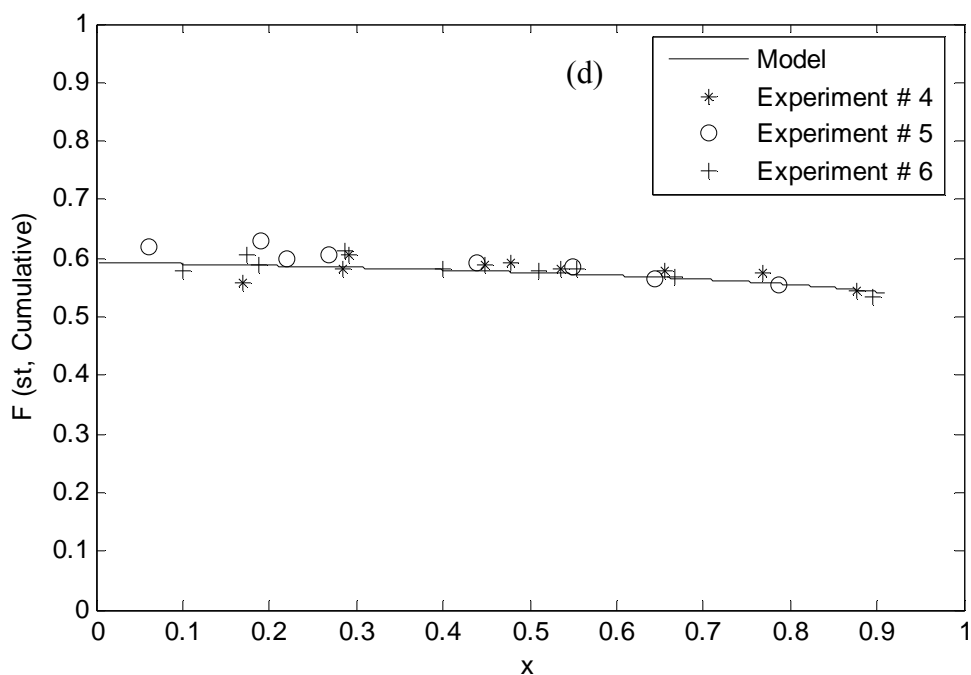 (d)
Model
Experiment # 4
Experiment # 5
Experiment # 6
F (st, Cumulative)
1
0.9
0.8
0.7
0.6
0.5
0.4
0.3
0.2
0.1
0
0 0.1 0.2 0.3 0.4 0.5 0.6 0.7 0.8 0.9 1
x